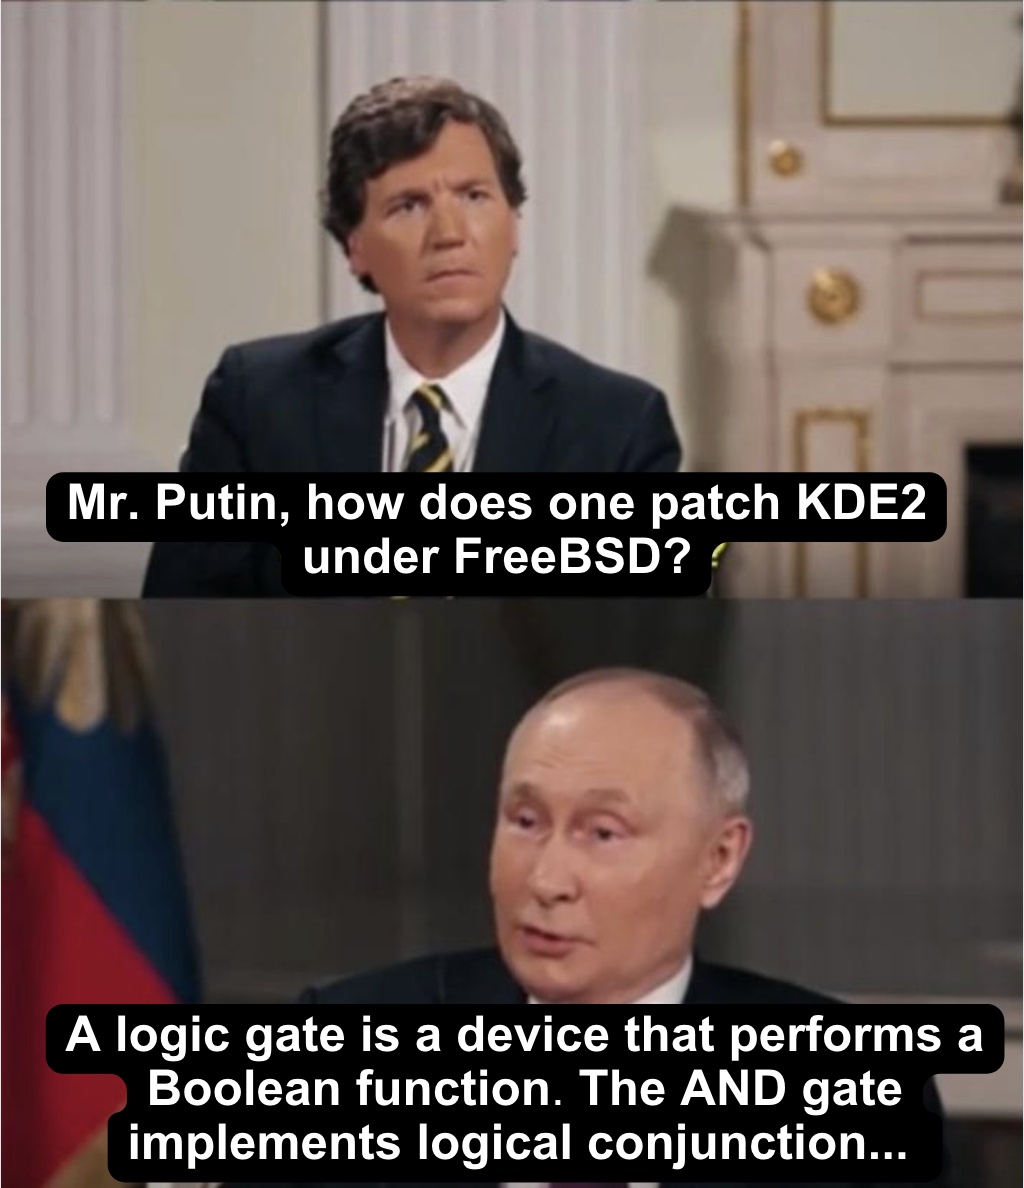 Mr. Putin, how does one patch KDE2
under FreeBSD?
A logic gate is a device that performs a
Boolean function. The AND gate
implements logical conjunction...